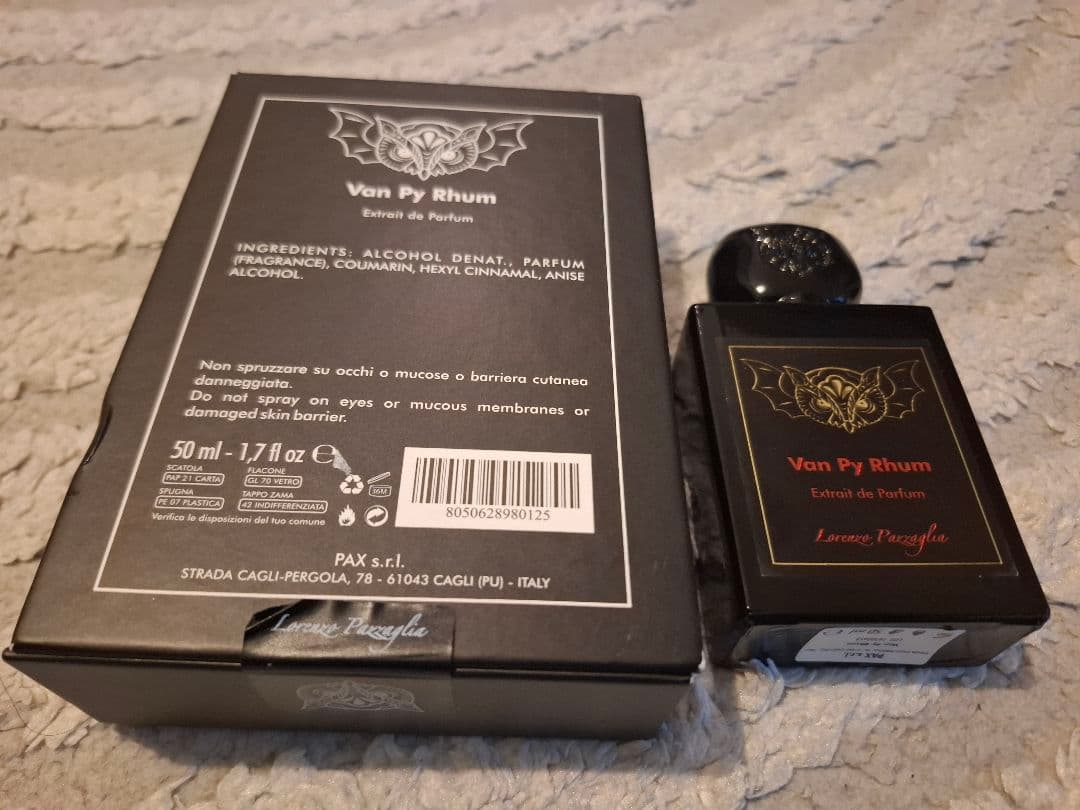 Van Py Rhum
Extrait de Parfum
INGREDIENTS: ALCOHOL DENAT., PARFUM
(FRAGRANCE), COUMARIN, HEXYL CINNAMAL, ANISE
ALCOHOL.
Non spruzzare su occhi o mucose o barriera cutanea
danneggiata.
Do not spray on eyes or mucous membranes or
damaged skin barrier.
50 ml - 1,7 fl oz ℮
SCATOLA
PAP 21 CARTA
FLACONE
GL 70 VETRO
SPUGNA
PE 07 PLASTICA
TAPPO ZAMA
42 INDIFFERENZIATA
Verifica le disposizioni del tuo comune
36M
8050628980125
PAX s.r.l.
STRADA CAGLI-PERGOLA, 78 - 61043 CAGLI (PU) - ITALY
Lorenzo Pazzaglia
Van Py Rhum
Extrait de Parfum
Lorenzo Pazzaglia
PAX s.r.l.